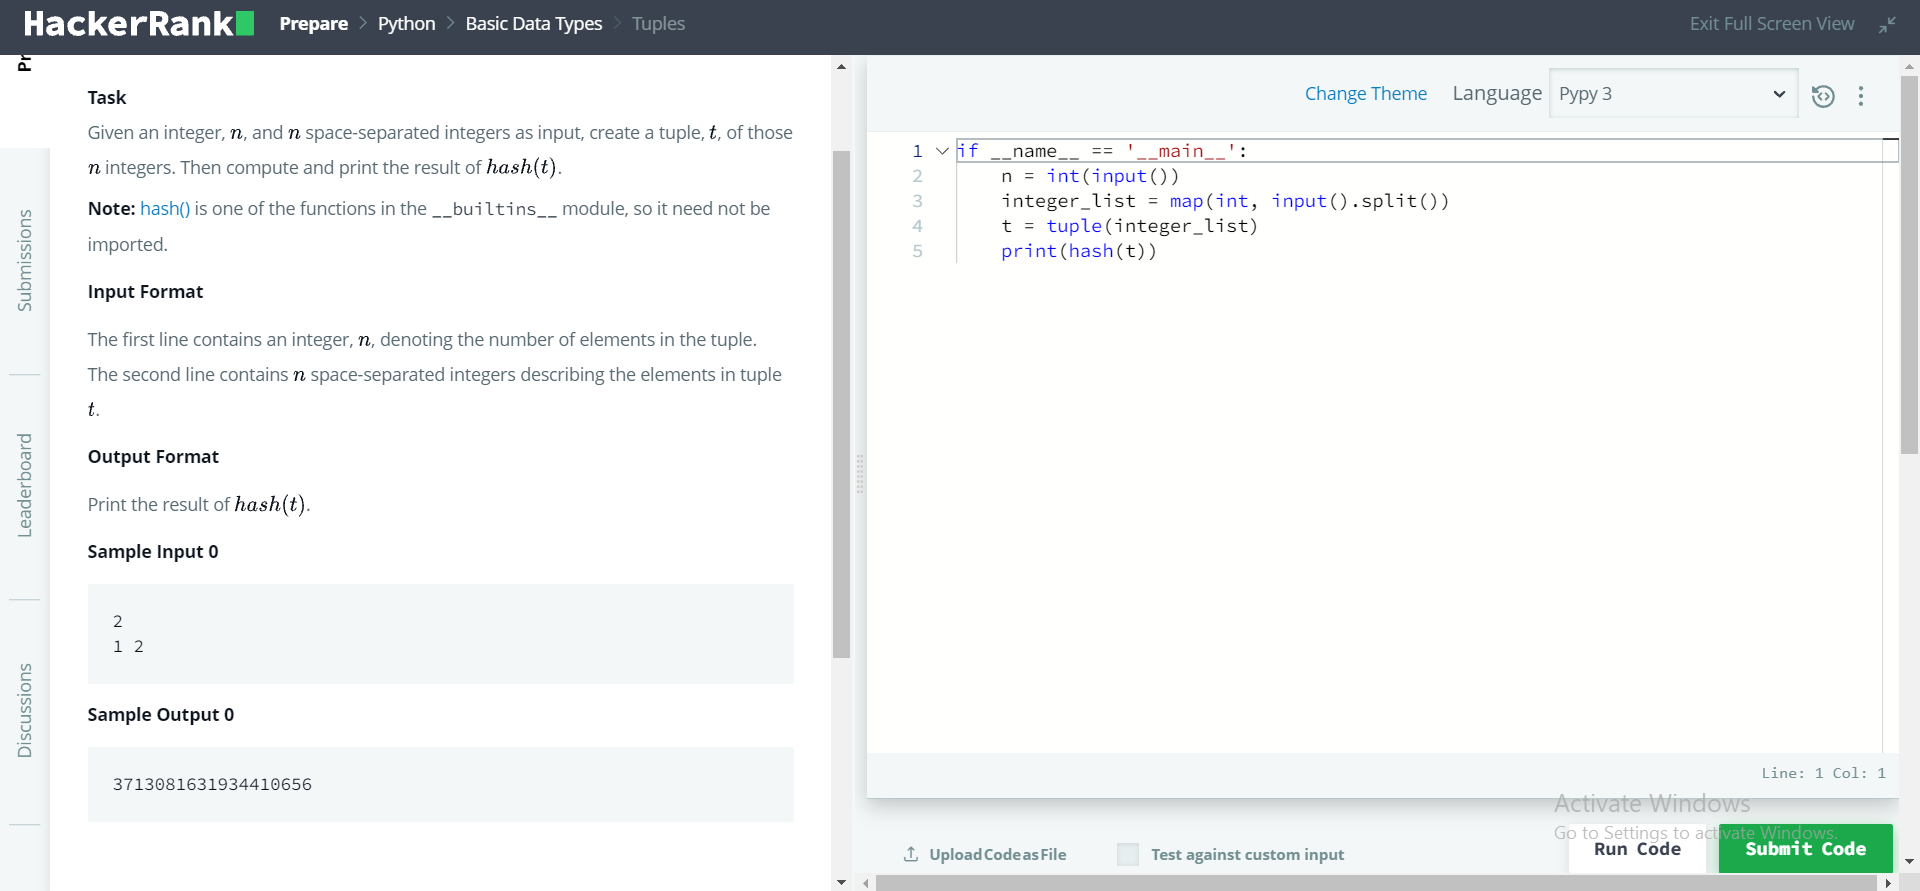 HackerRank
Prepare > Python > Basic Data Types > Tuples
Exit Full Screen View
Pr
Submissions
Leaderboard
Discussions
Task
Given an integer, n, and n space-separated integers as input, create a tuple, t, of those
n integers. Then compute and print the result of hash(t).
Note: hash() is one of the functions in the __builtins__ module, so it need not be
imported.
Input Format
The first line contains an integer, n, denoting the number of elements in the tuple.
The second line contains n space-separated integers describing the elements in tuple
t.
Output Format
Print the result of hash(t).
Sample Input 0
2
1 2
Sample Output 0
3713081631934410656
Change Theme Language Pypy 3
1 if __name__ == '__main__':
2 n = int(input())
3 integer_list = map(int, input().split())
4 t = tuple(integer_list)
5 print(hash(t))
Line: 1 Col: 1
Activate Windows
Go to Settings to activate Windows.
Upload Code as File
Test against custom input
Run Code
Submit Code